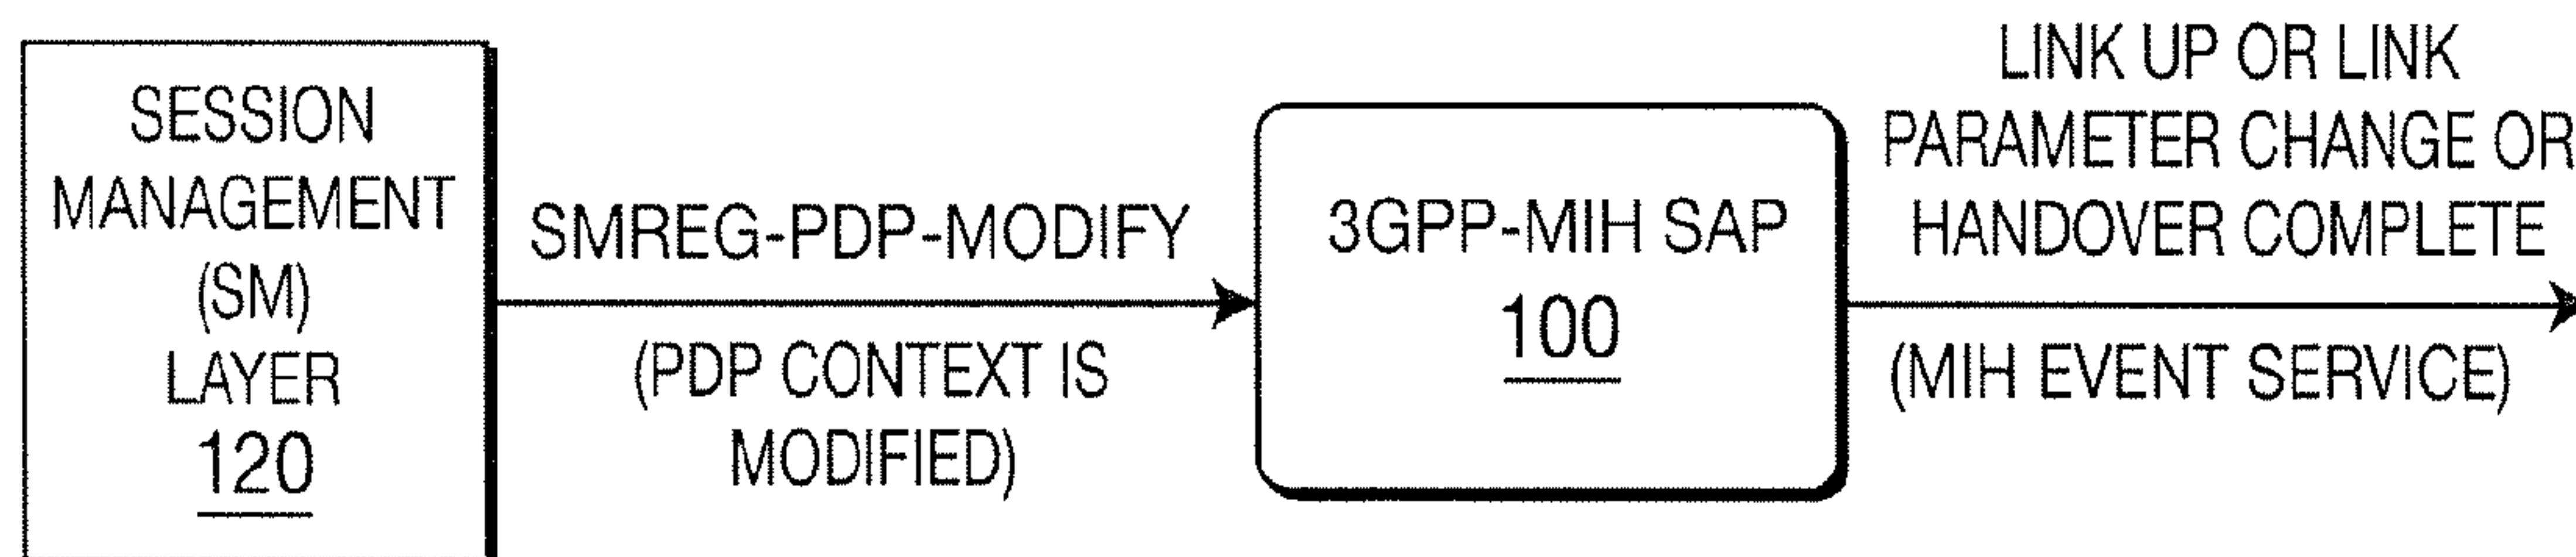 SESSION
MANAGEMENT
(SM)
LAYER
120
SMREG-PDP-MODIFY
(PDP CONTEXT IS
MODIFIED)
3GPP-MIH SAP
100
LINK UP OR LINK
PARAMETER CHANGE OR
HANDOVER COMPLETE
(MIH EVENT SERVICE)